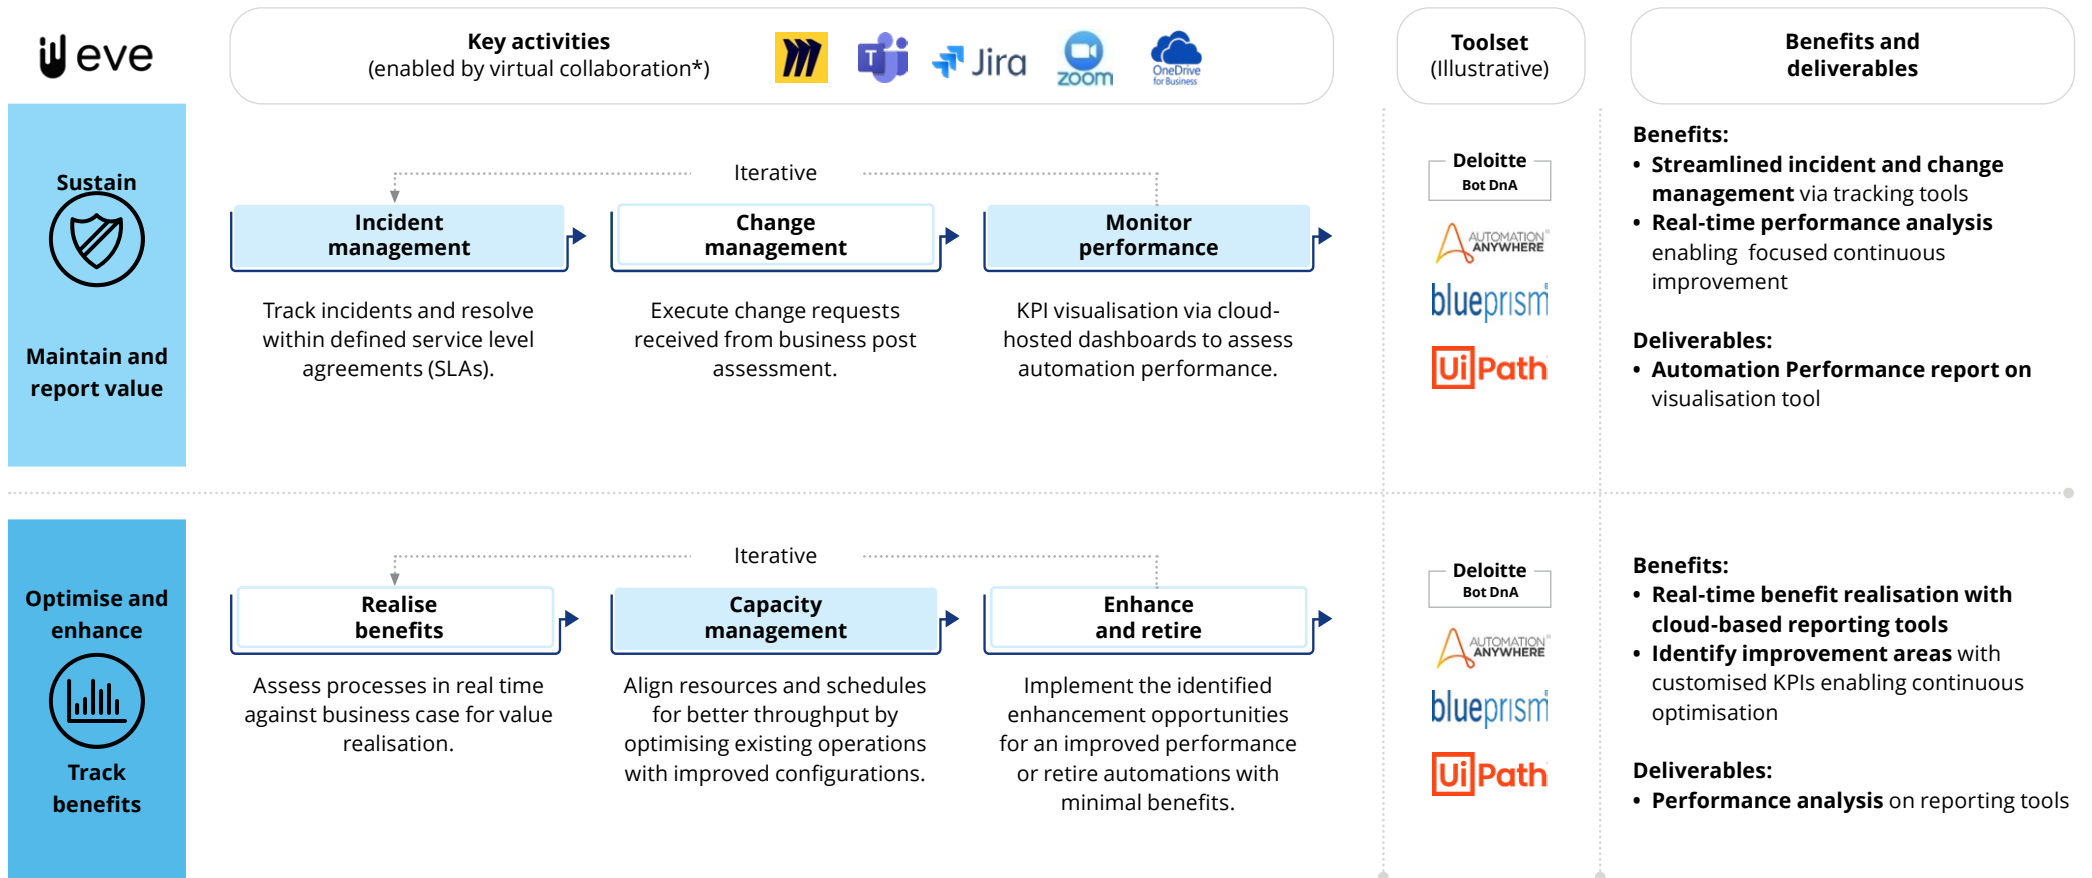 eve
Key activities
(enabled by virtual collaboration*)
T
Jira
zoom
OneDrive
for Business
Toolset
(Illustrative)
Benefits and
deliverables
Sustain
Maintain and
report value
Iterative
Incident
management
Change
management
Monitor
performance
Track incidents and resolve
within defined service level
agreements (SLAs).
Execute change requests
received from business post
assessment.
KPI visualisation via cloud-
hosted dashboards to assess
automation performance.
Deloitte
Bot DnA
AUTOMATION
ANYWHERE
blueprism
UiPath
Benefits:
• Streamlined incident and change
management via tracking tools
• Real-time performance analysis
enabling focused continuous
improvement
Deliverables:
• Automation Performance report on
visualisation tool
Optimise and
enhance
Track
benefits
Iterative
Realise
benefits
Capacity
management
Enhance
and retire
Assess processes in real time
against business case for value
realisation.
Align resources and schedules
for better throughput by
optimising existing operations
with improved configurations.
Implement the identified
enhancement opportunities
for an improved performance
or retire automations with
minimal benefits.
Deloitte
Bot DnA
AUTOMATION
ANYWHERE
blueprism
UiPath
Benefits:
• Real-time benefit realisation with
cloud-based reporting tools
• Identify improvement areas with
customised KPIs enabling continuous
optimisation
Deliverables:
• Performance analysis on reporting tools